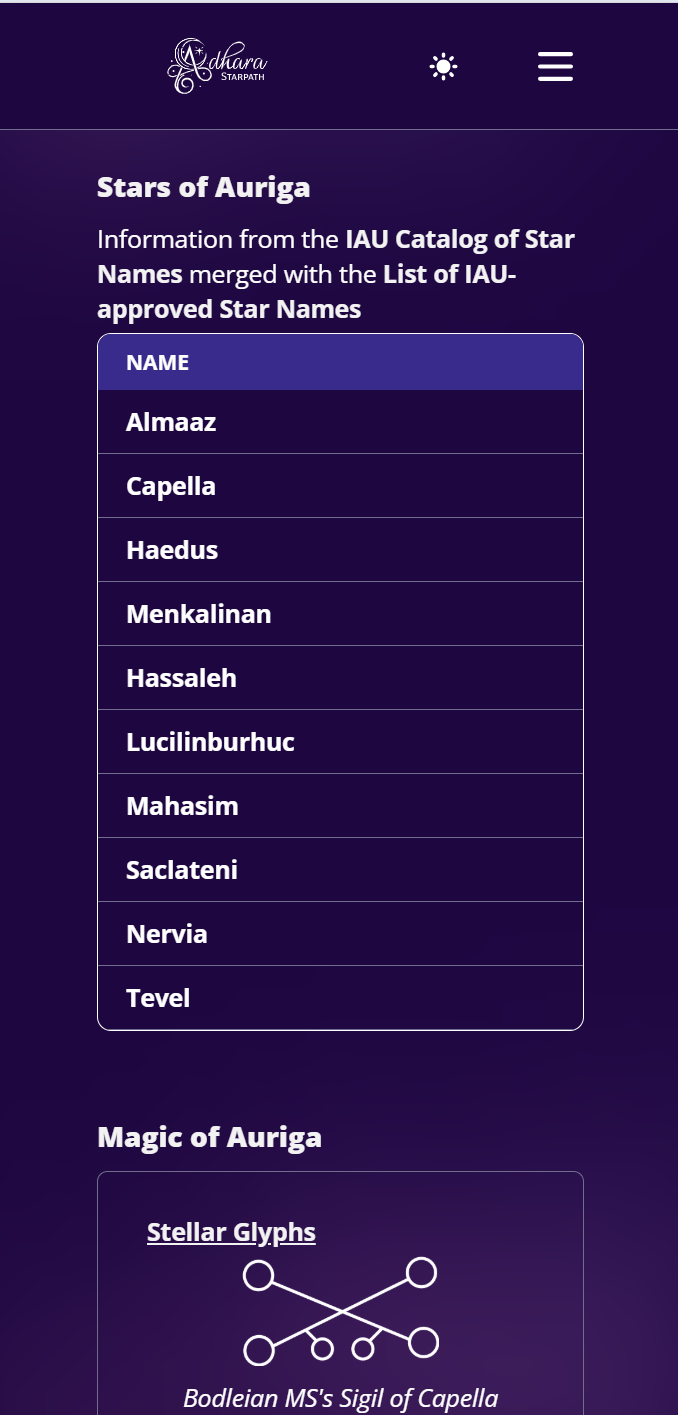 Adhara
STARPATH
Stars of Auriga
Information from the IAU Catalog of Star
Names merged with the List of IAU-
approved Star Names
NAME
Almaaz
Capella
Haedus
Menkalinan
Hassaleh
Lucilinburhuc
Mahasim
Saclateni
Nervia
Tevel
Magic of Auriga
Stellar Glyphs
Bodleian MS's Sigil of Capella